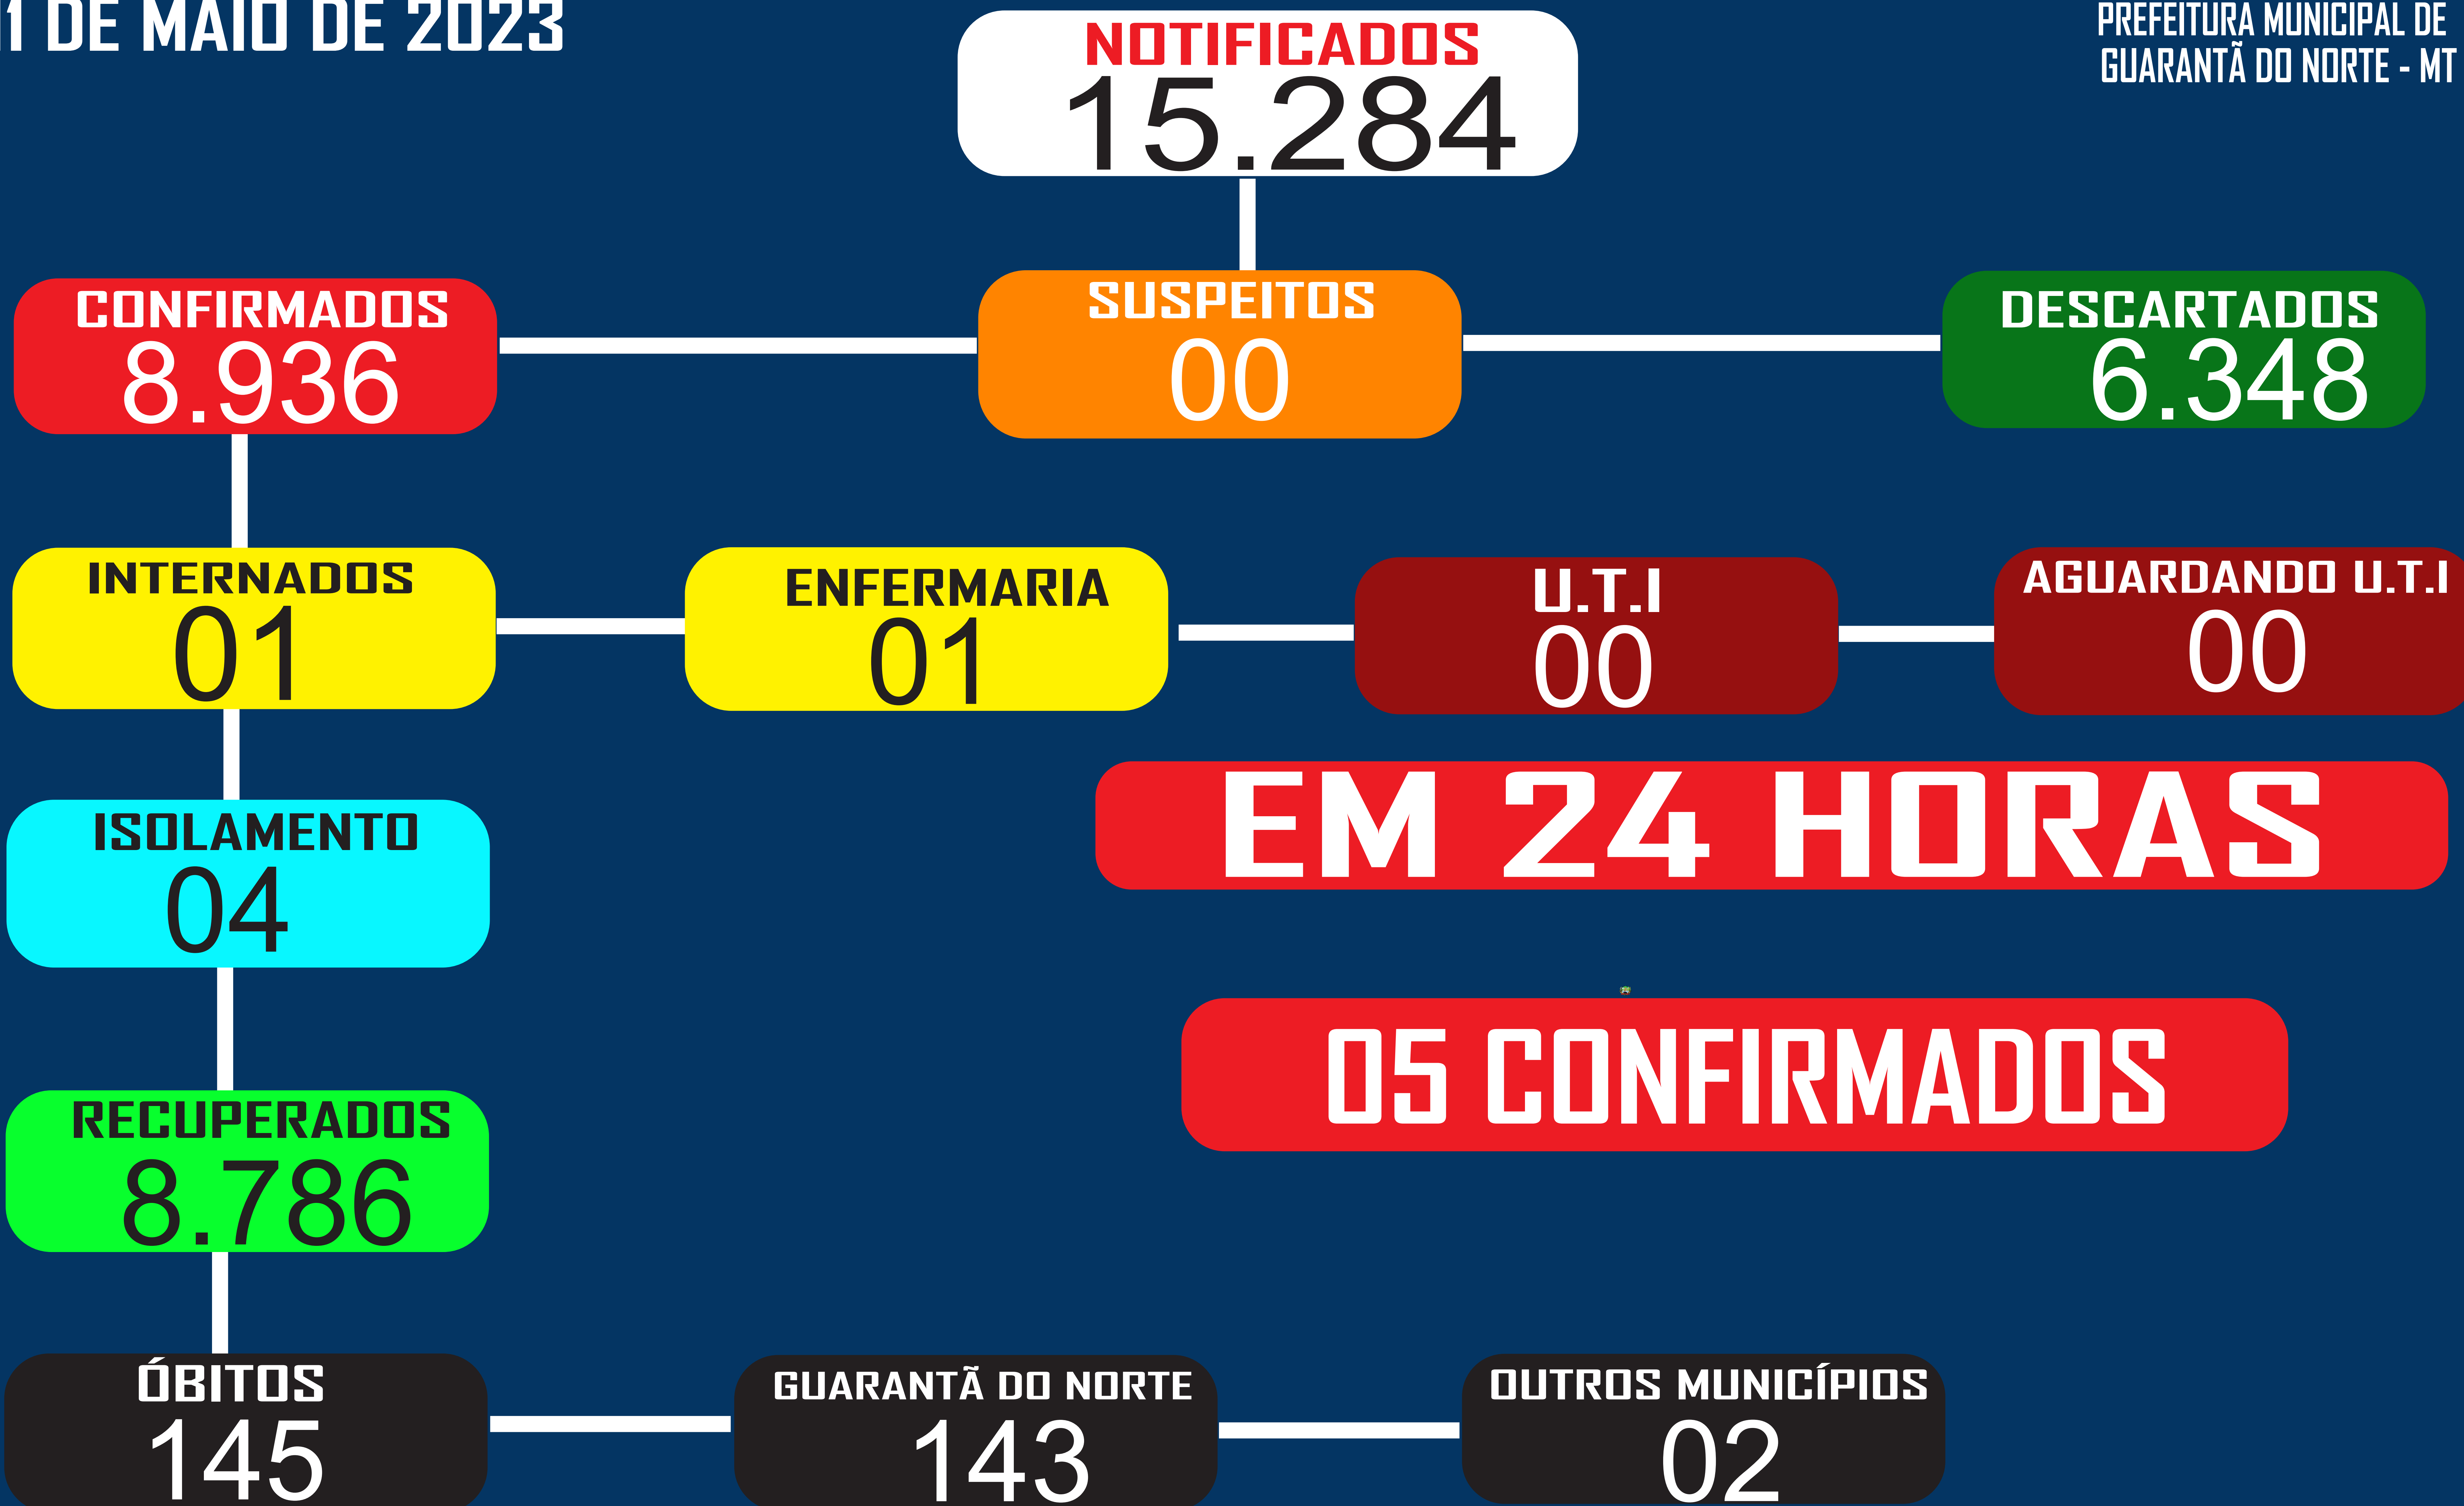 1 DE MAIO DE 2023
PREFEITURA MUNICIPAL DE
GUARANTÃ DO NORTE - MT
NOTIFICADOS
15.284
CONFIRMADOS
8.936
SUSPEITOS
00
DESCARTADOS
6.348
INTERNADOS
01
ENFERMARIA
01
U.T.I
00
AGUARDANDO U.T.I
00
EM 24 HORAS
ISOLAMENTO
04
05 CONFIRMADOS
RECUPERADOS
8.786
ÓBITOS
145
GUARANTÃ DO NORTE
143
OUTROS MUNICÍPIOS
02